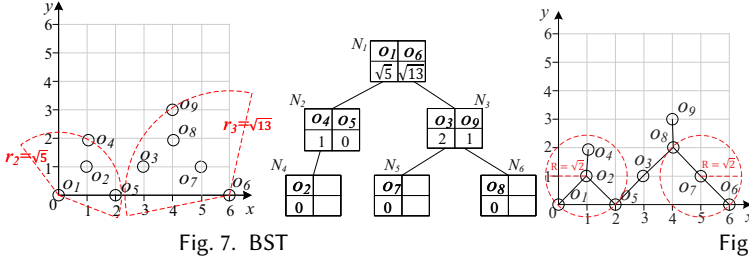 y
6
5
4
3
2
1
0
1
2
3
4
5
6
x
r₂=√5
r₃=√13
o₁
o₂
o₃
o₄
o₅
o₆
o₇
o₈
o₉
Fig. 7. BST
N₁
o₁ o₆
√5 √13
N₂
o₄ o₅
1 0
N₃
o₃ o₉
2 1
N₄
o₂
0
N₅
o₇
0
N₆
o₈
0
y
6
5
4
3
2
1
0
1
2
3
4
5
6
x
R = √2
R = √2
o₁
o₂
o₃
o₄
o₅
o₆
o₇
o₈
o₉
Fig